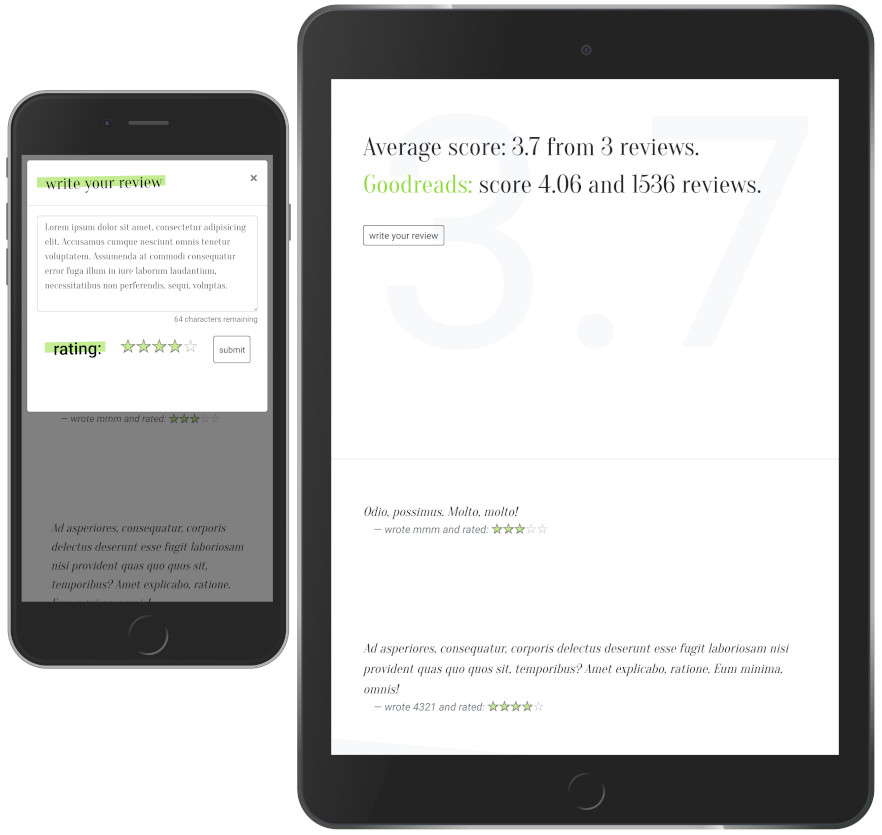 write your review
×
Lorem ipsum dolor sit amet, consectetur adipisicing
elit. Accusamus cumque nesciunt omnis tenetur
voluptatem. Assumenda at commodi consequatur
error fuga illum in iure laborum laudantium,
necessitatibus non perferendis, sequi, voluptas.
64 characters remaining
rating: ★★★★☆ submit
— wrote mmm and rated: ★★★☆☆
Ad asperiores, consequatur, corporis
delectus deserunt esse fugit laboriosam
nisi provident quas quo quos sit,
temporibus? Amet explicabo, ratione.
3.7
Average score: 3.7 from 3 reviews.
Goodreads: score 4.06 and 1536 reviews.
write your review
Odio, possimus. Molto, molto!
— wrote mmm and rated: ★★★☆☆
Ad asperiores, consequatur, corporis delectus deserunt esse fugit laboriosam nisi
provident quas quo quos sit, temporibus? Amet explicabo, ratione. Eum minima,
omnis!
— wrote 4321 and rated: ★★★★☆